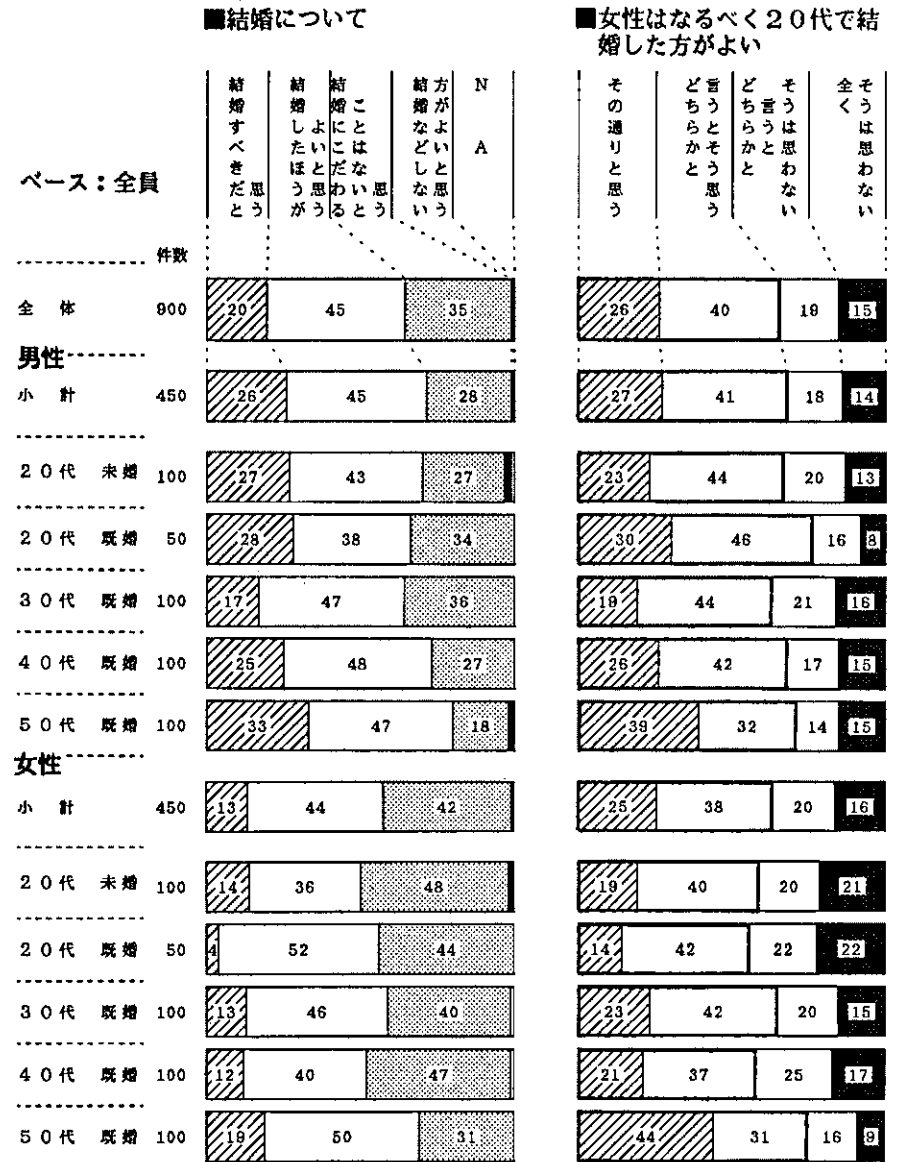 ■結婚について
■女性はなるべく20代で結
婚した方がよい
結婚すべきだと思う
結婚したほうがよいと思う
結婚にこだわることはないと思う
結婚などしない方がよいと思う
NA
その通りと思う
どちらかと言うとそう思う
どちらかと言うとそうは思わない
全くそうは思わない
ベース:全員
件数
全体 900 20 45 35 26 40 19 15
男性
小計 450 26 45 28 27 41 18 14
20代 未婚 100 27 43 27 23 44 20 13
20代 既婚 50 28 38 34 30 46 16 8
30代 既婚 100 17 47 36 19 44 21 16
40代 既婚 100 25 48 27 26 42 17 15
50代 既婚 100 33 47 18 39 32 14 15
女性
小計 450 13 44 42 25 38 20 16
20代 未婚 100 14 36 48 19 40 20 21
20代 既婚 50 4 52 44 14 42 22 22
30代 既婚 100 13 46 40 23 42 20 15
40代 既婚 100 12 40 47 21 37 25 17
50代 既婚 100 19 50 31 44 31 16 9